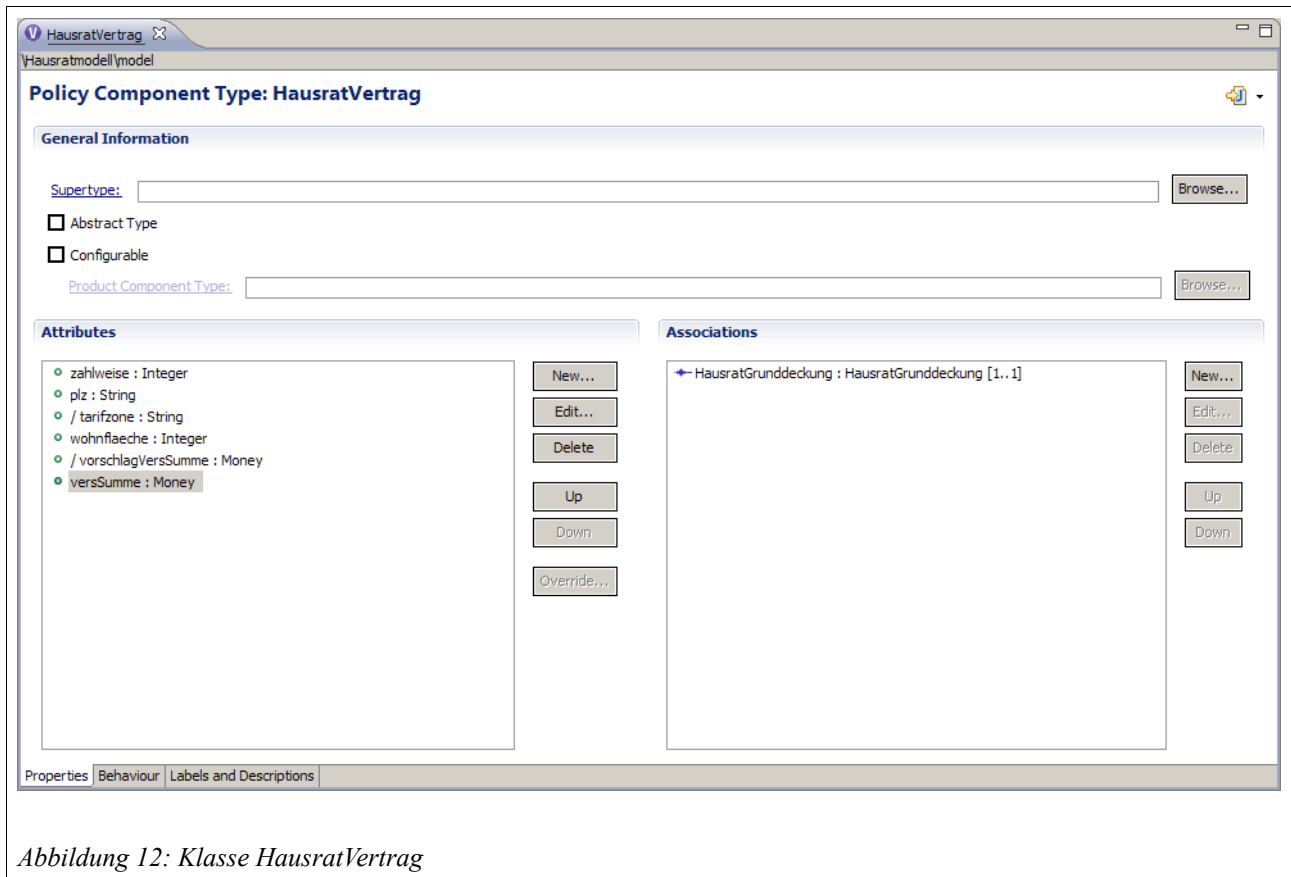 HausratVertrag
\Hausratmodell\model
Policy Component Type: HausratVertrag
General Information
Supertype:
Browse...
Abstract Type
Configurable
Product Component Type:
Browse...
Attributes
zahlweise : Integer
plz : String
/ tarifzone : String
wohnflaeche : Integer
/ vorschlagVersSumme : Money
versSumme : Money
New...
Edit...
Delete
Up
Down
Override...
Associations
HausratGrunddeckung : HausratGrunddeckung [1..1]
New...
Edit...
Delete
Up
Down
Properties Behaviour Labels and Descriptions
Abbildung 12: Klasse HausratVertrag